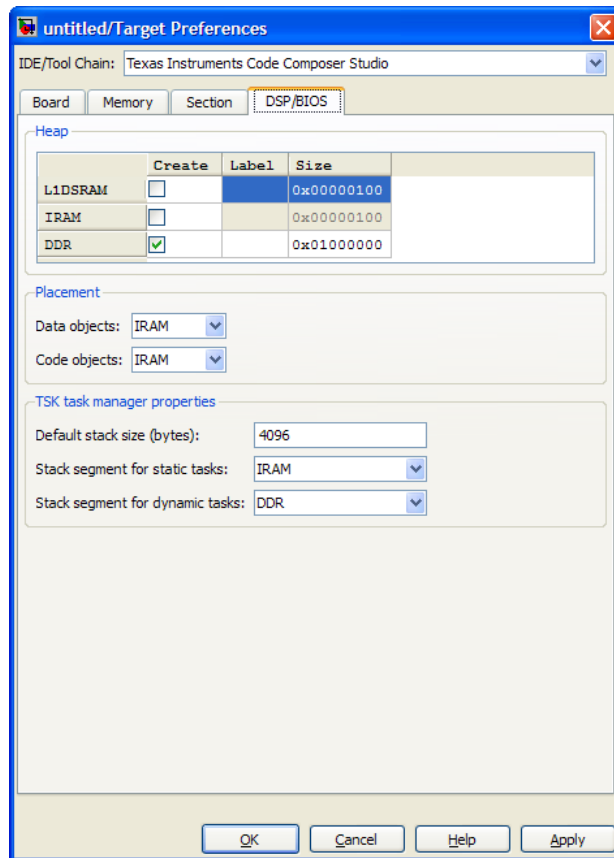 untitled/Target Preferences
IDE/Tool Chain: Texas Instruments Code Composer Studio
Board Memory Section DSP/BIOS
Heap
Create Label Size
L1DSRAM 0x00000100
IRAM 0x00000100
DDR 0x01000000
Placement
Data objects: IRAM
Code objects: IRAM
TSK task manager properties
Default stack size (bytes): 4096
Stack segment for static tasks: IRAM
Stack segment for dynamic tasks: DDR
OK Cancel Help Apply